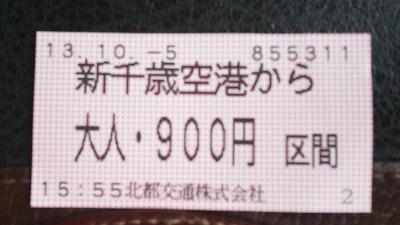 13.10.-5 855311
新千歳空港から
大人・900円 区間
15:55北都交通株式会社 2